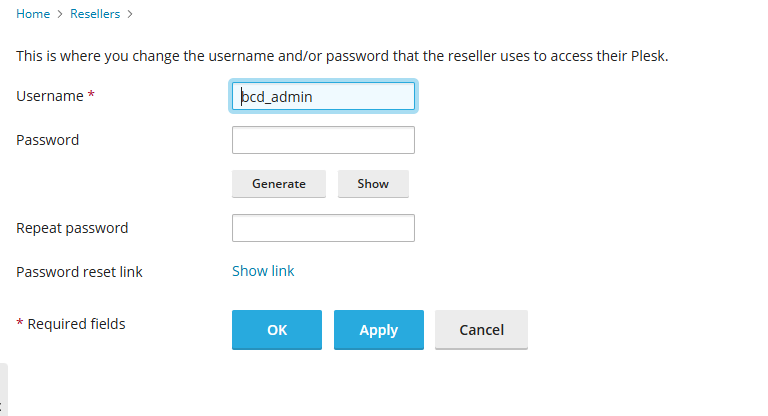 Home > Resellers >
This is where you change the username and/or password that the reseller uses to access their Plesk.
Username *
bcd_admin
Password
Generate Show
Repeat password
Password reset link Show link
* Required fields OK Apply Cancel